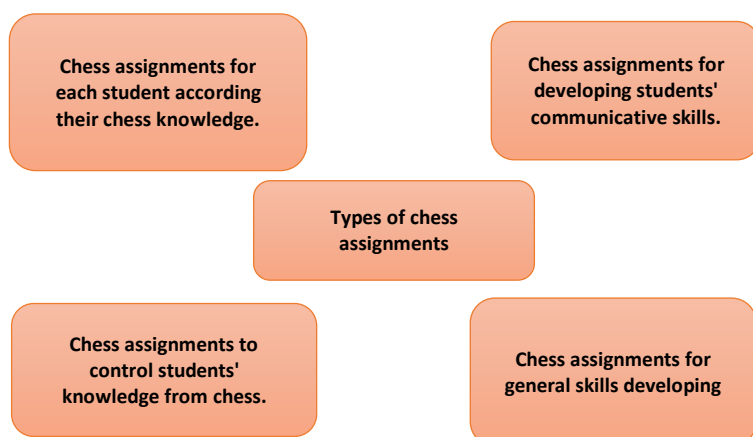 Chess assignments for
each student according
their chess knowledge.
Chess assignments for
developing students'
communicative skills.
Types of chess
assignments
Chess assignments to
control students'
knowledge from chess.
Chess assignments for
general skills developing